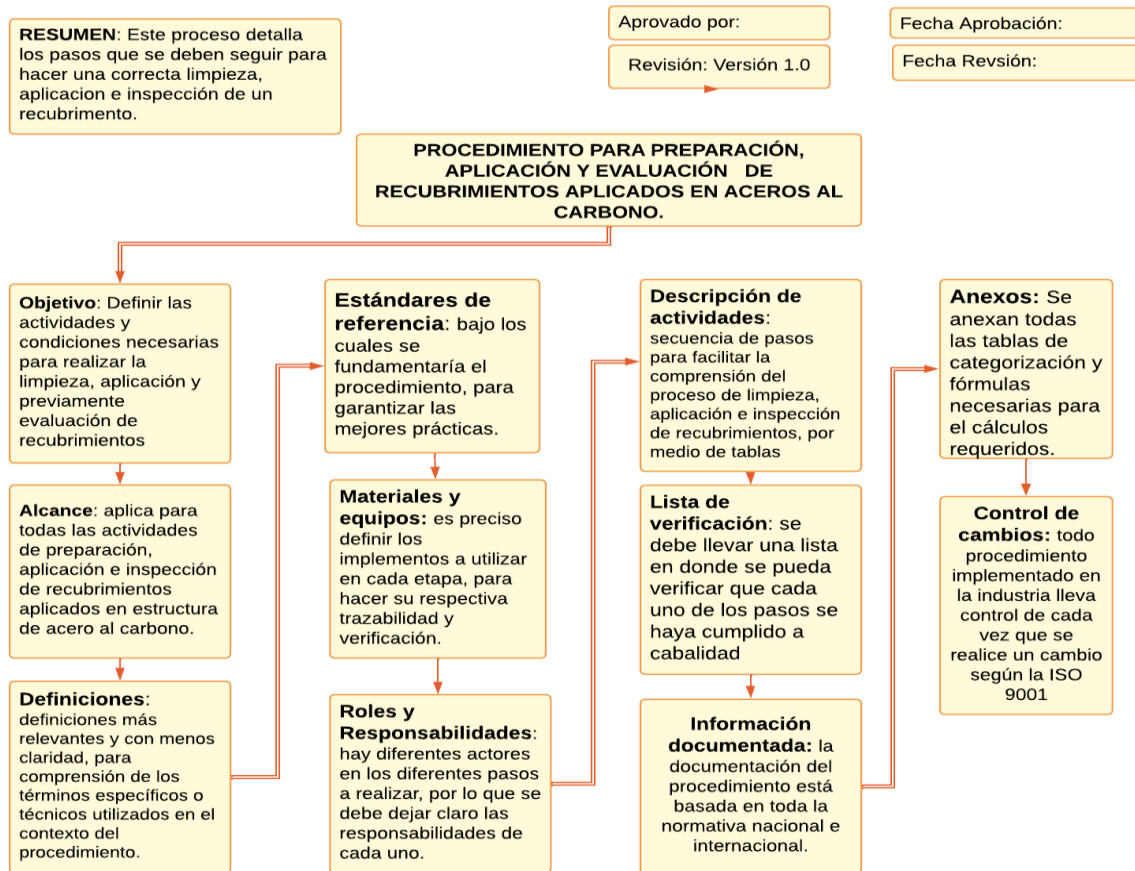 RESUMEN: Este proceso detalla
los pasos que se deben seguir para
hacer una correcta limpieza,
aplicacion e inspección de un
recubrimento.
Aprovado por:
Revisión: Versión 1.0
Fecha Aprobación:
Fecha Revsión:
PROCEDIMIENTO PARA PREPARACIÓN,
APLICACIÓN Y EVALUACIÓN DE
RECUBRIMIENTOS APLICADOS EN ACEROS AL
CARBONO.
Objetivo: Definir las
actividades y
condiciones necesarias
para realizar la
limpieza, aplicación y
previamente
evaluación de
recubrimientos
Alcance: aplica para
todas las actividades
de preparación,
aplicación e inspección
de recubrimientos
aplicados en estructura
de acero al carbono.
Definiciones:
definiciones más
relevantes y con menos
claridad, para
comprensión de los
términos específicos o
técnicos utilizados en el
contexto del
procedimiento.
Estándares de
referencia: bajo los
cuales se
fundamentaría el
procedimiento, para
garantizar las
mejores prácticas.
Materiales y
equipos: es preciso
definir los
implementos a utilizar
en cada etapa, para
hacer su respectiva
trazabilidad y
verificación.
Roles y
Responsabilidades:
hay diferentes actores
en los diferentes pasos
a realizar, por lo que se
debe dejar claro las
responsabilidades de
cada uno.
Descripción de
actividades:
secuencia de pasos
para facilitar la
comprensión del
proceso de limpieza,
aplicación e inspección
de recubrimientos, por
medio de tablas
Lista de
verificación: se
debe llevar una lista
en donde se pueda
verificar que cada
uno de los pasos se
haya cumplido a
cabalidad
Información
documentada: la
documentación del
procedimiento está
basada en toda la
normativa nacional e
internacional.
Anexos: Se
anexan todas
las tablas de
categorización y
fórmulas
necesarias para
el cálculos
requeridos.
Control de
cambios: todo
procedimiento
implementado en
la industria lleva
control de cada
vez que se
realice un cambio
según la ISO
9001